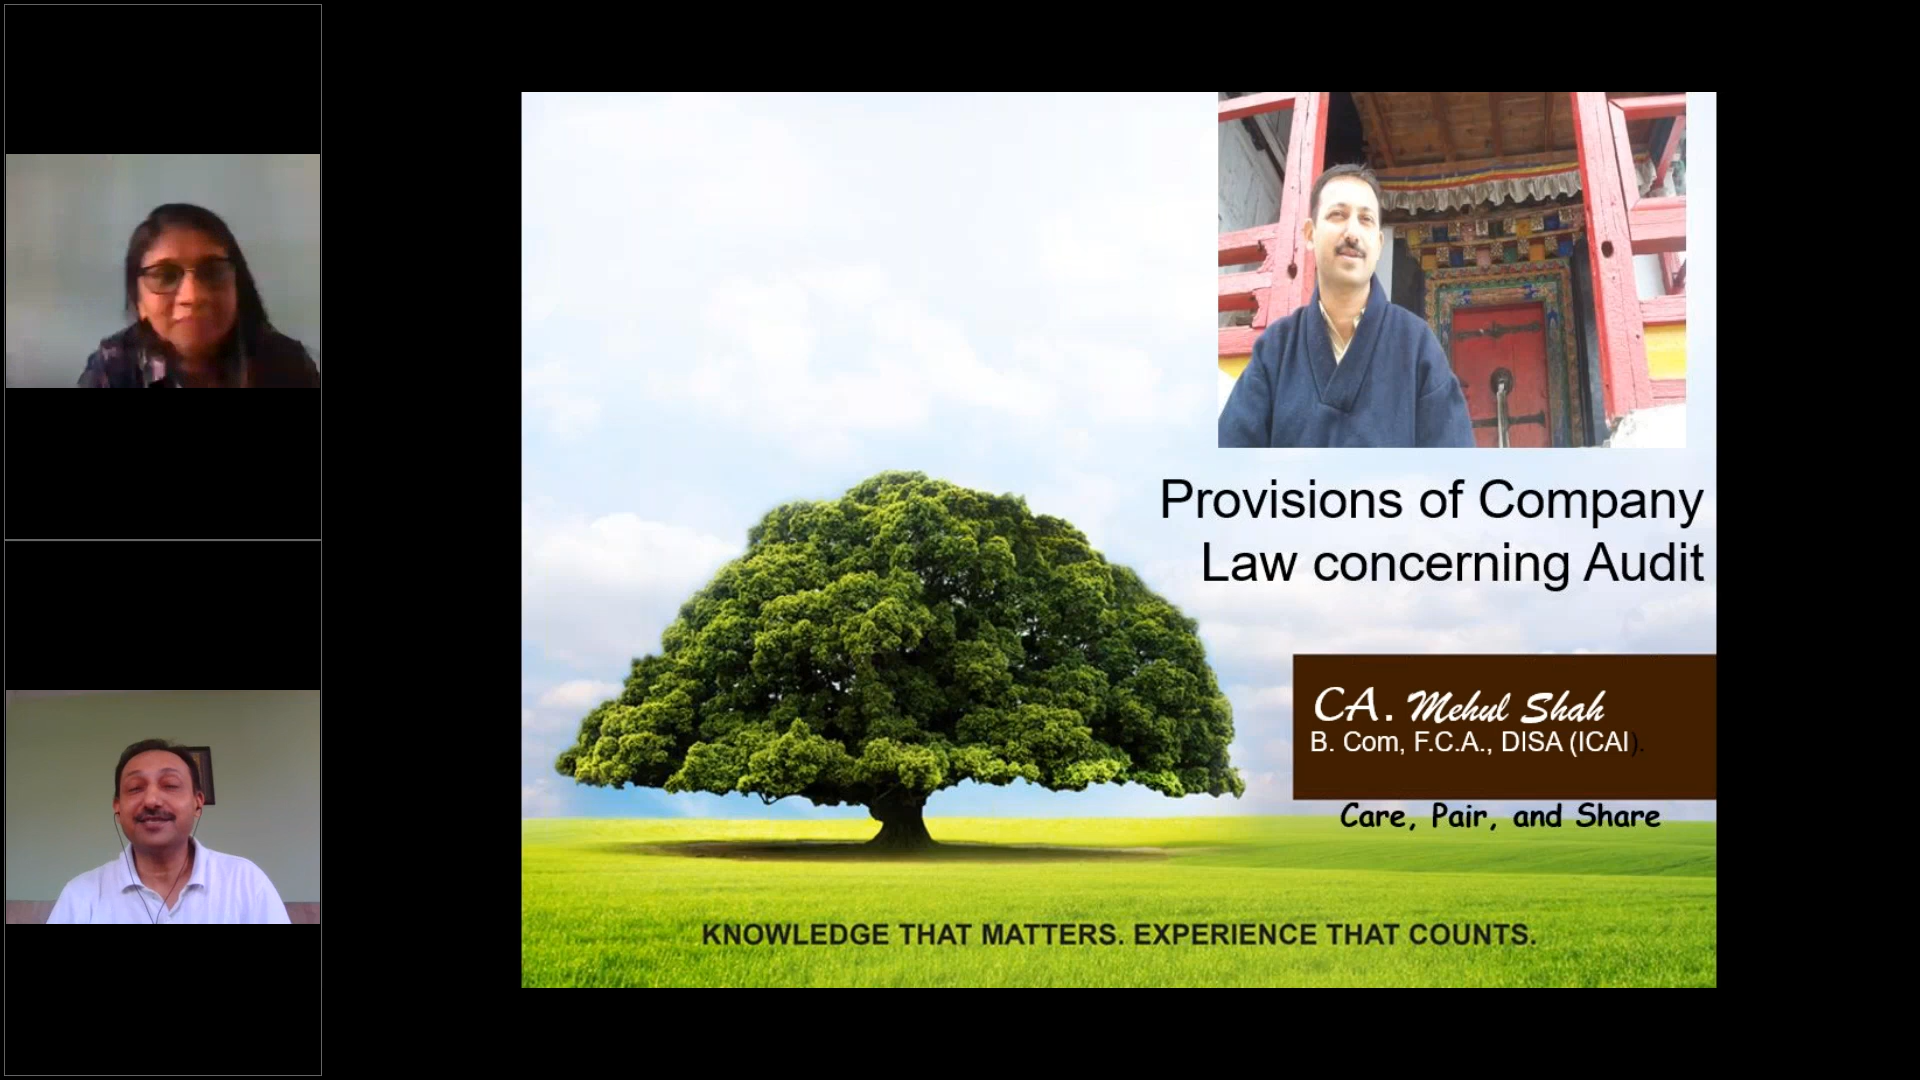 Provisions of Company
Law concerning Audit
CA. Mehul Shah
B. Com, F.C.A., DISA (ICAI).
Care, Pair, and Share
KNOWLEDGE THAT MATTERS. EXPERIENCE THAT COUNTS.